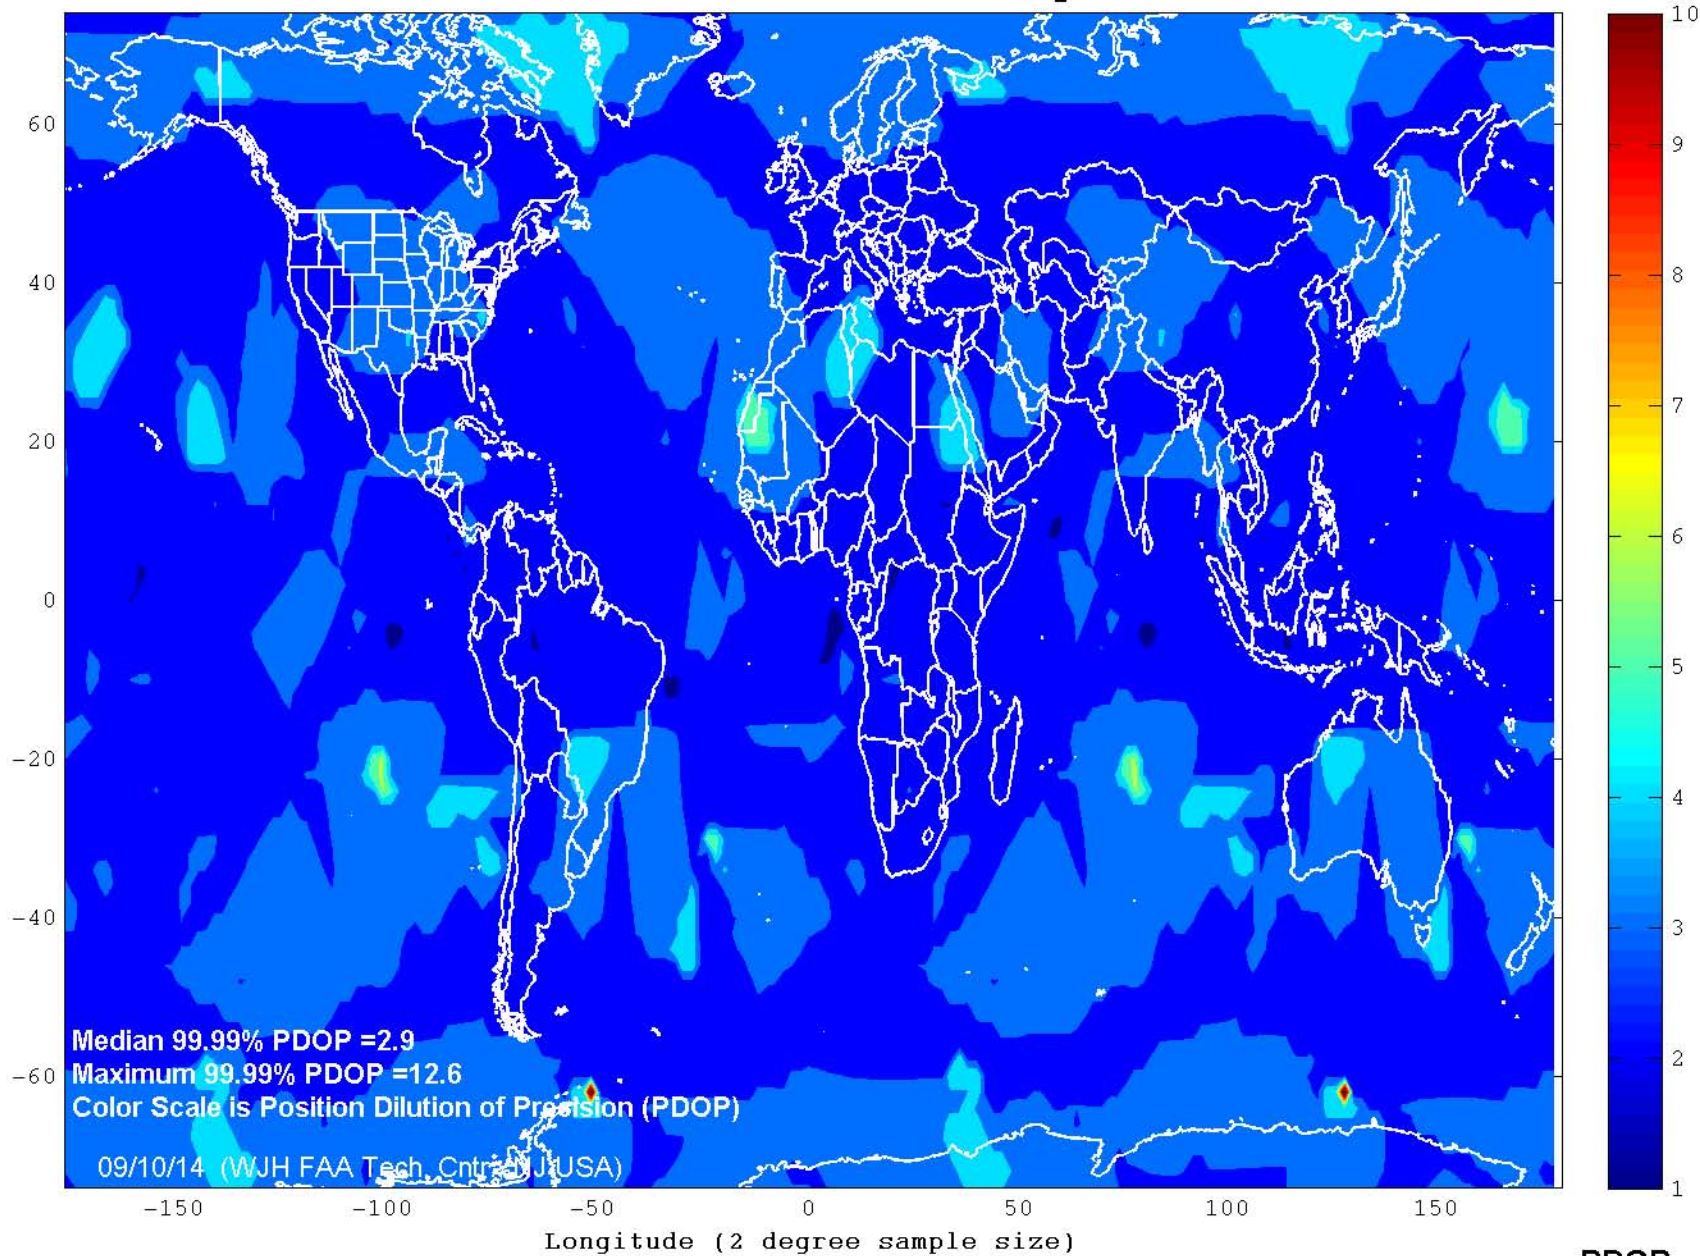 60
40
20
0
−20
−40
−60
Median 99.99% PDOP =2.9
Maximum 99.99% PDOP =12.6
Color Scale is Position Dilution of Precision (PDOP)
09/10/14 (WJH FAA Tech. Cntr. NJ USA)
−150 −100 −50 0 50 100 150
Longitude (2 degree sample size)
10
9
8
7
6
5
4
3
2
1
PDOP